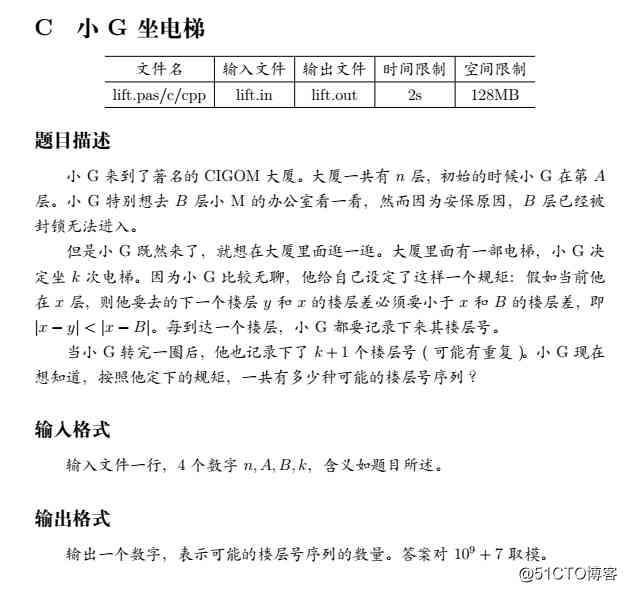 C 小 G 坐电梯
文件名 输入文件 输出文件 时间限制 空间限制
lift.pas/c/cpp lift.in lift.out 2s 128MB
题目描述
小 G 来到了著名的 CIGOM 大厦。大厦一共有 n 层，初始的时候小 G 在第 A
层。小 G 特别想去 B 层小 M 的办公室看一看，然而因为安保原因，B 层已经被
封锁无法进入。
但是小 G 既然来了，就想在大厦里面逛一逛。大厦里面有一部电梯，小 G 决
定坐 k 次电梯。因为小 G 比较无聊，他给自己设定了这样一个规矩：假如当前他
在 x 层，则他要去的下一个楼层 y 和 x 的楼层差必须要小于 x 和 B 的楼层差，即
|x − y| < |x − B|。每到达一个楼层，小 G 都要记录下来其楼层号。
当小 G 转完一圈后，他也记录下了 k + 1 个楼层号（可能有重复）。小 G 现在
想知道，按照他定下的规矩，一共有多少种可能的楼层号序列？
输入格式
输入文件一行，4 个数字 n, A, B, k，含义如题目所述。
输出格式
输出一个数字，表示可能的楼层号序列的数量。答案对 10⁹ + 7 取模。
@51CTO博客